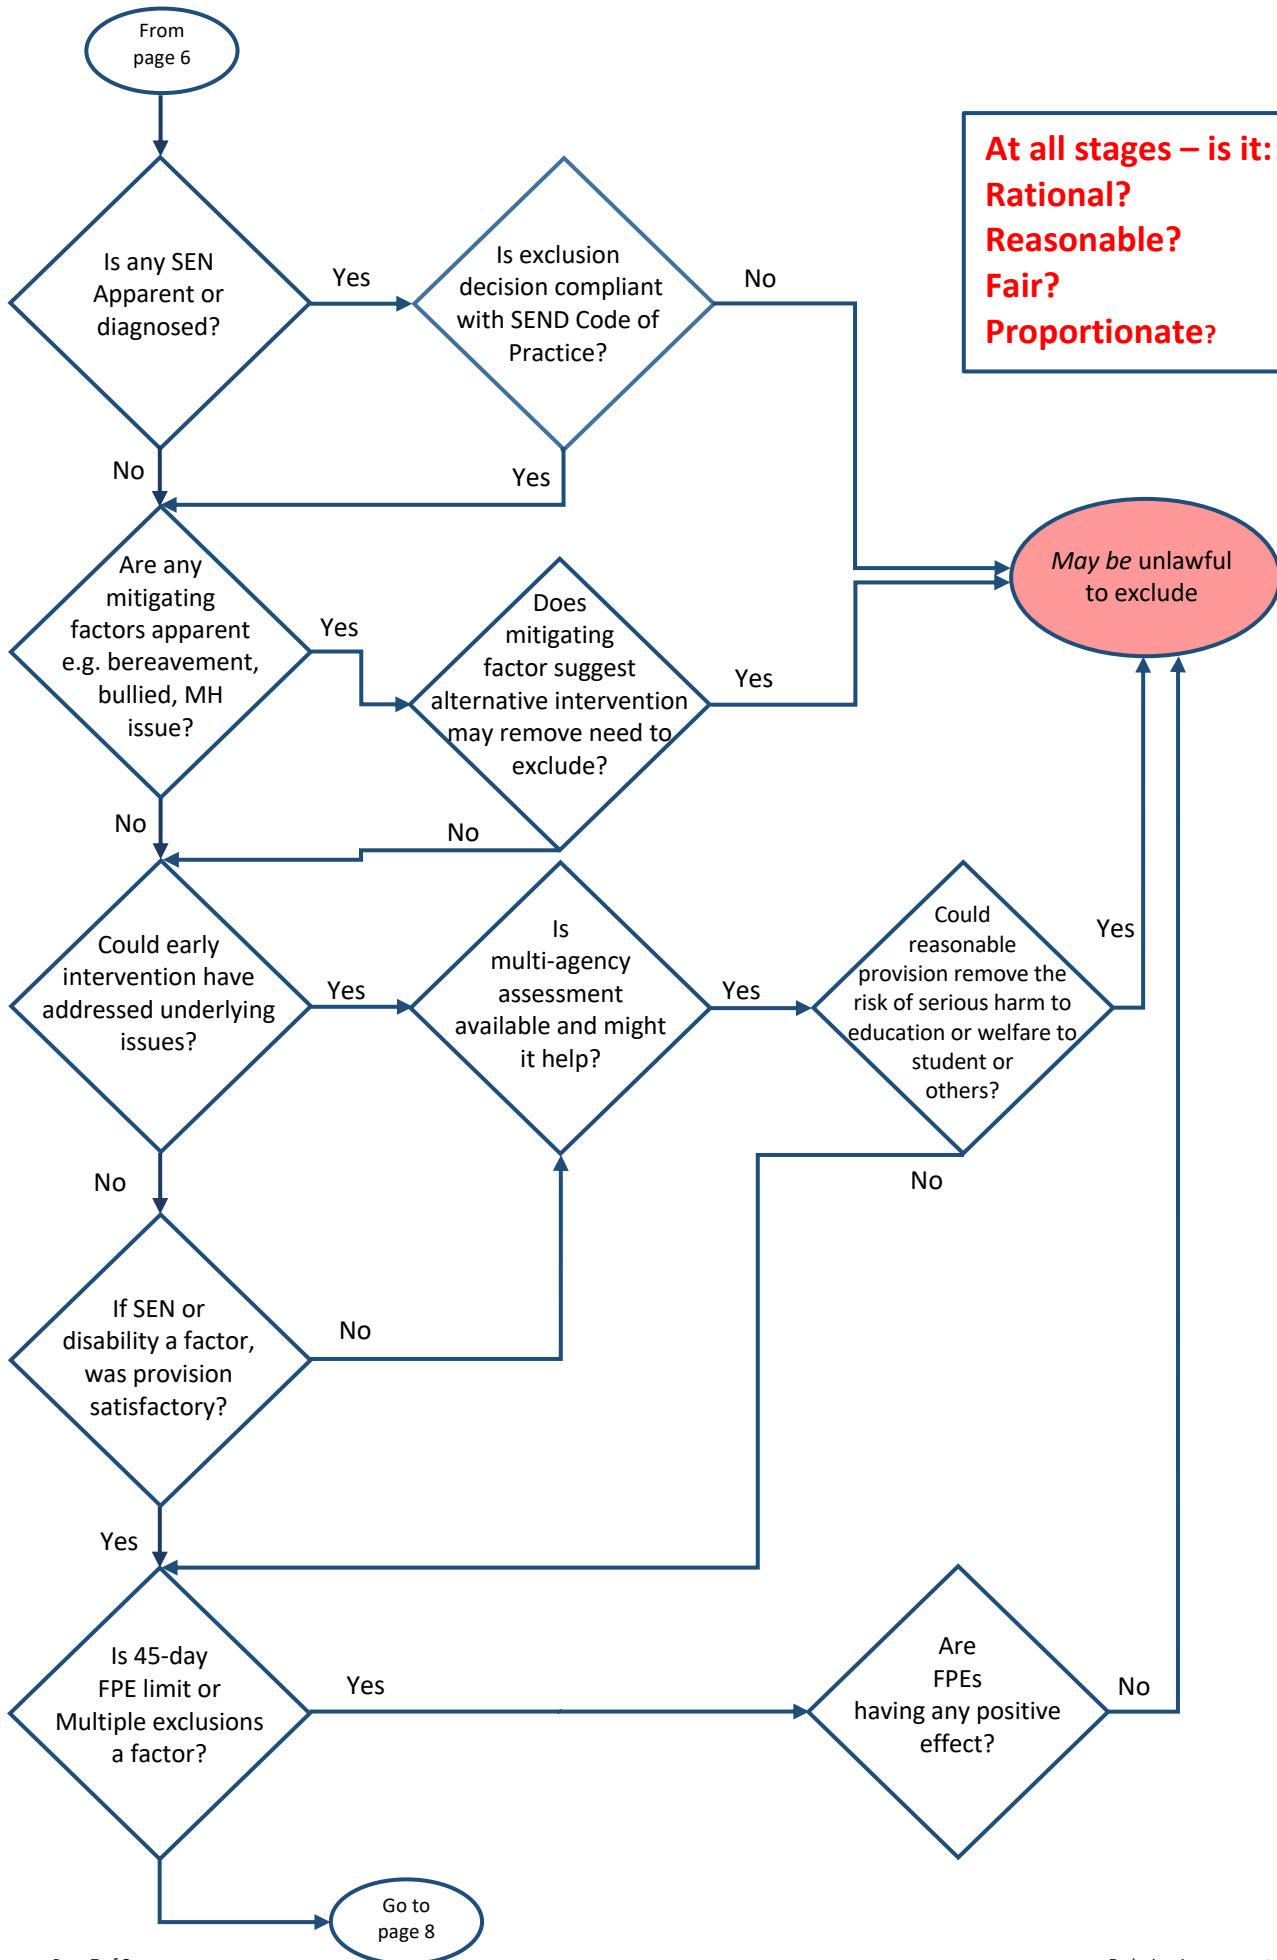 From
page 6
At all stages – is it:
Rational?
Reasonable?
Fair?
Proportionate?
Is any SEN
Apparent or
diagnosed?
Yes
Is exclusion
decision compliant
with SEND Code of
Practice?
No
No
Yes
Are any
mitigating
factors apparent
e.g. bereavement,
bullied, MH
issue?
Yes
Does
mitigating
factor suggest
alternative intervention
may remove need to
exclude?
Yes
May be unlawful
to exclude
No
No
Could early
intervention have
addressed underlying
issues?
Yes
Is
multi-agency
assessment
available and might
it help?
Yes
Could
reasonable
provision remove the
risk of serious harm to
education or welfare to
student or
others?
Yes
No
No
If SEN or
disability a factor,
was provision
satisfactory?
No
Yes
Is 45-day
FPE limit or
Multiple exclusions
a factor?
Yes
Are
FPEs
having any positive
effect?
No
Go to
page 8